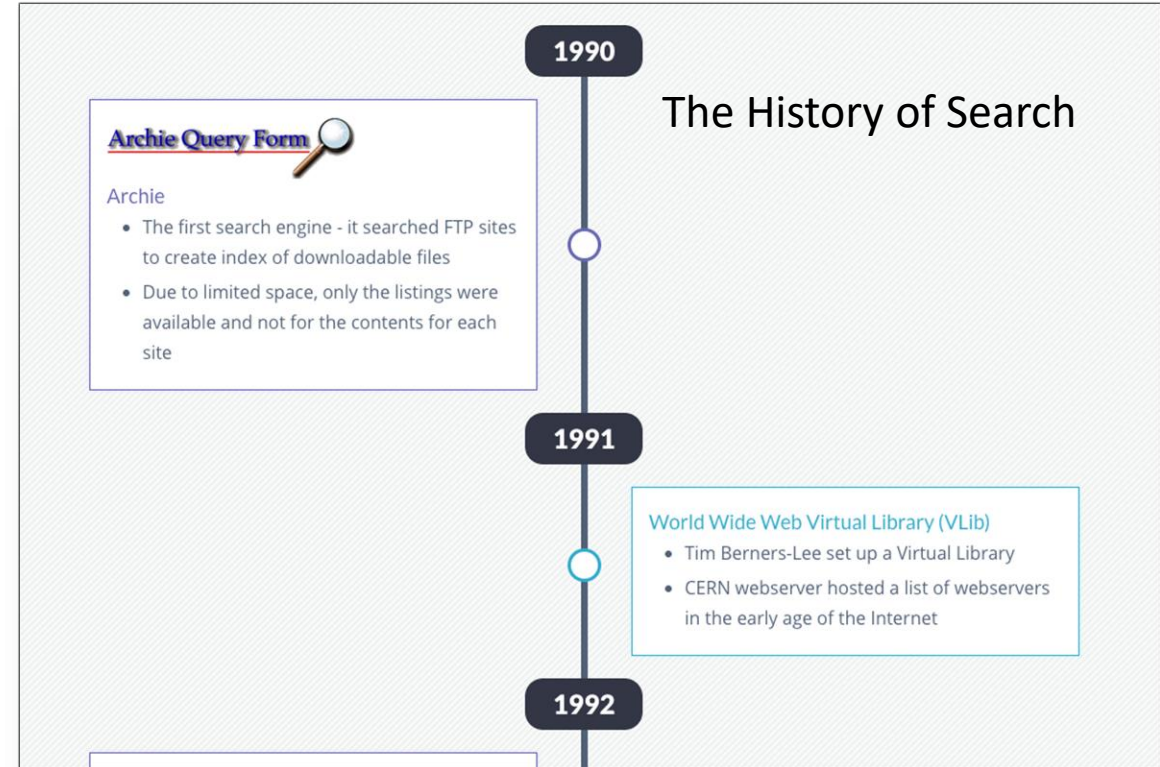 1990
The History of Search
Archie Query Form
Archie
• The first search engine - it searched FTP sites
to create index of downloadable files
• Due to limited space, only the listings were
available and not for the contents for each
site
1991
World Wide Web Virtual Library (VLib)
• Tim Berners-Lee set up a Virtual Library
• CERN webserver hosted a list of webservers
in the early age of the Internet
1992